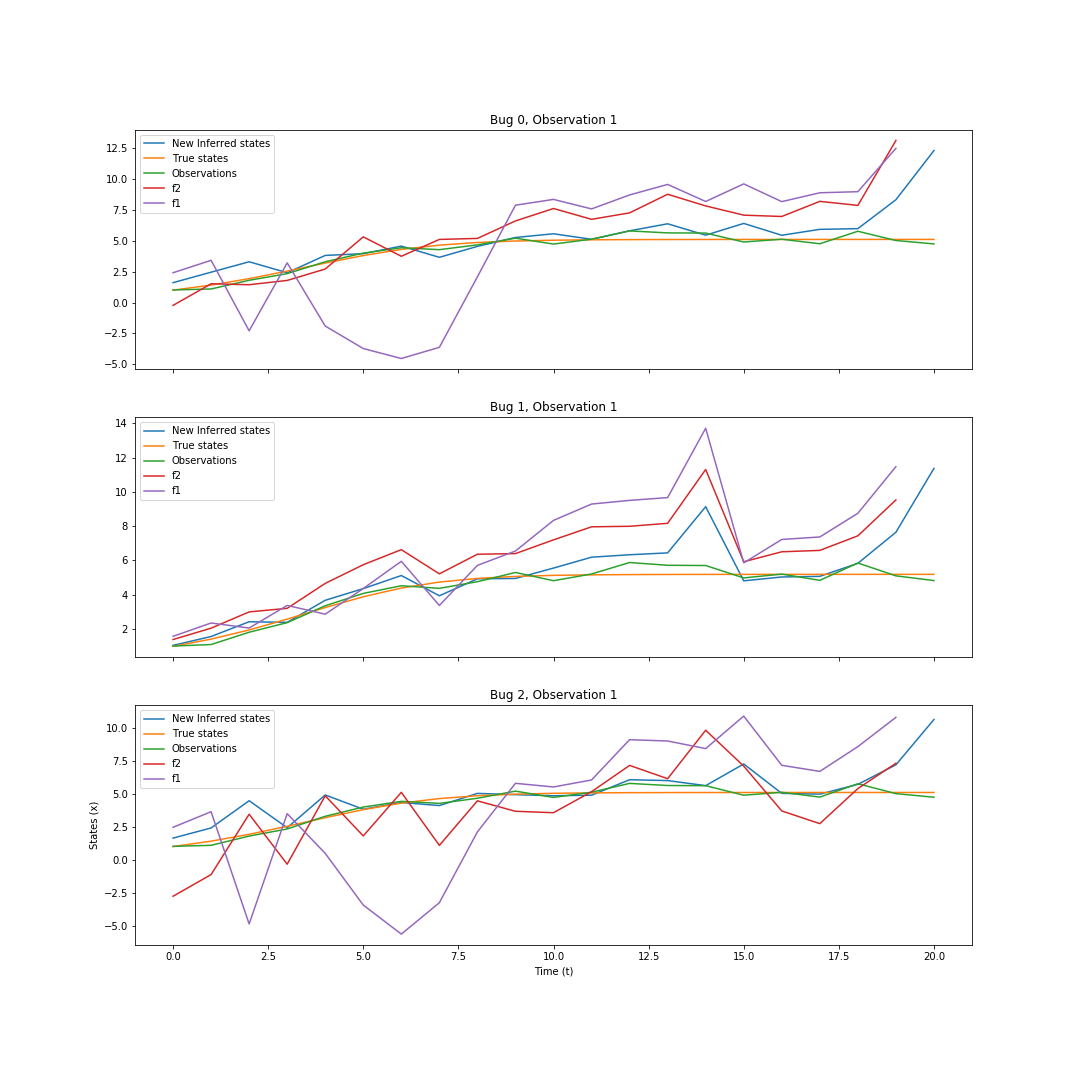 Bug 0, Observation 1
New Inferred states
True states
Observations
f2
f1
12.5
10.0
7.5
5.0
2.5
0.0
−2.5
−5.0
Bug 1, Observation 1
New Inferred states
True states
Observations
f2
f1
14
12
10
8
6
4
2
Bug 2, Observation 1
New Inferred states
True states
Observations
f2
f1
10.0
7.5
5.0
2.5
0.0
−2.5
−5.0
States (x)
0.0 2.5 5.0 7.5 10.0 12.5 15.0 17.5 20.0
Time (t)